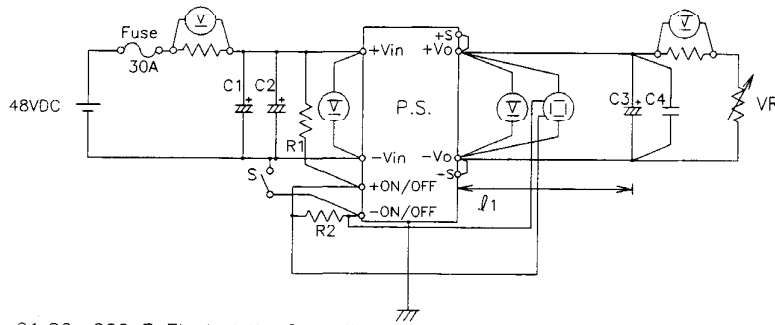 Fuse
30A
48VDC
C1
C2
R1
S
R2
V
V
+Vin
-Vin
+ON/OFF
-ON/OFF
P.S.
+S
+Vo
-Vo
-S
V
V
C3
C4
VR
ℓ1